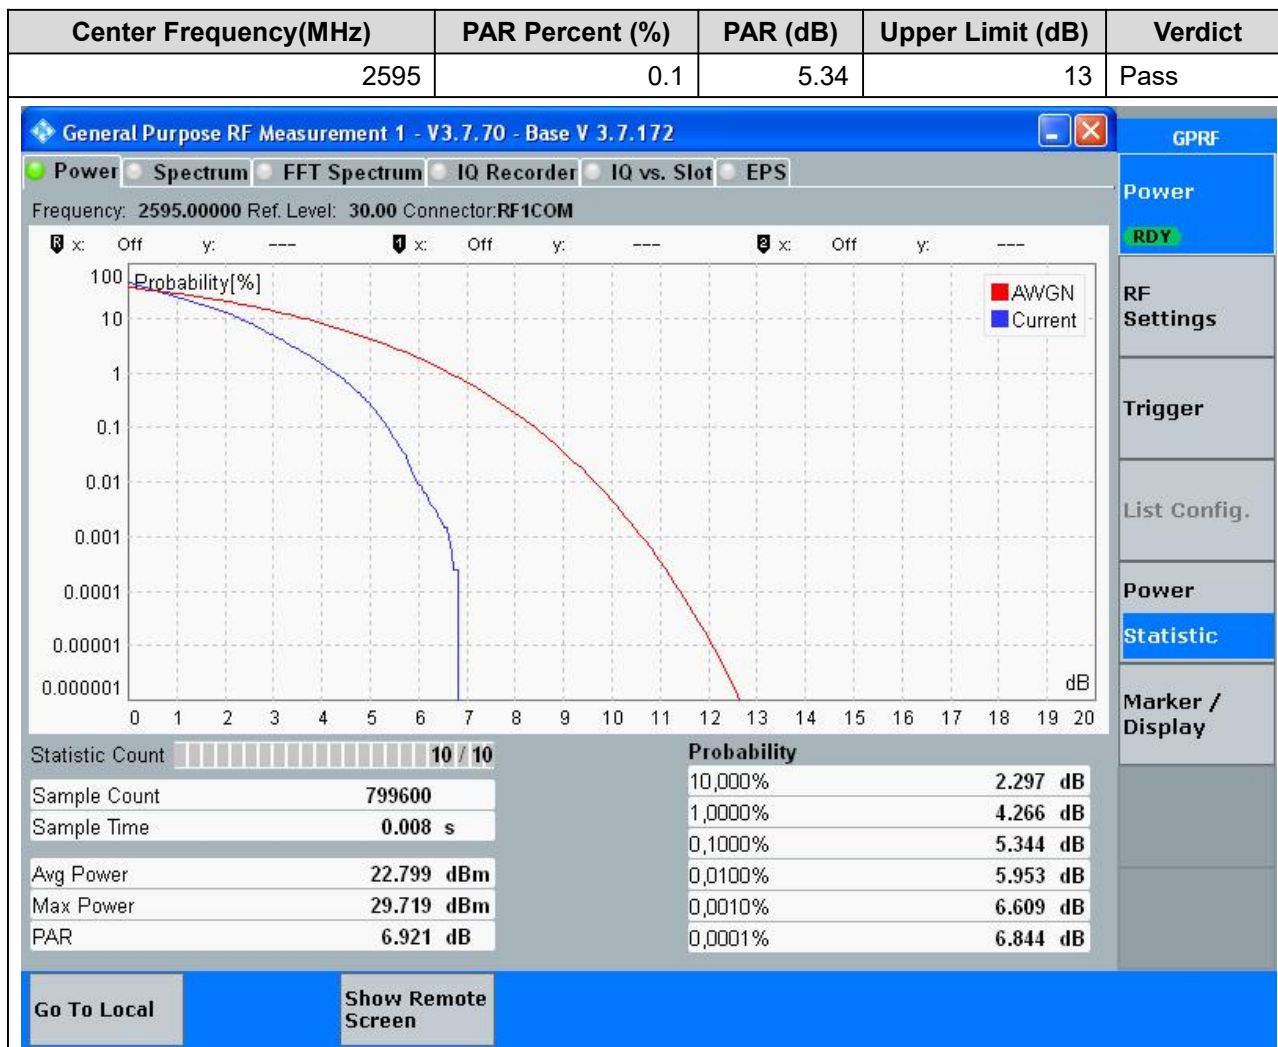 Center Frequency(MHz) PAR Percent (%) PAR (dB) Upper Limit (dB) Verdict
2595 0.1 5.34 13 Pass
General Purpose RF Measurement 1 - V3.7.70 - Base V 3.7.172
GPRF
Power Spectrum FFT Spectrum IQ Recorder IQ vs. Slot EPS
Frequency: 2595.00000 Ref. Level: 30.00 Connector:RF1COM
R x: Off y: --- 1 x: Off y: --- 2 x: Off y: ---
Probability[%]
AWGN
Current
100
10
1
0.1
0.01
0.001
0.0001
0.00001
0.000001
dB
0 1 2 3 4 5 6 7 8 9 10 11 12 13 14 15 16 17 18 19 20
Statistic Count 10 / 10
Sample Count 799600
Sample Time 0.008 s
Avg Power 22.799 dBm
Max Power 29.719 dBm
PAR 6.921 dB
Probability
10,000% 2.297 dB
1,0000% 4.266 dB
0,1000% 5.344 dB
0,0100% 5.953 dB
0,0010% 6.609 dB
0,0001% 6.844 dB
Power
RDY
RF
Settings
Trigger
List Config.
Power
Statistic
Marker /
Display
Go To Local
Show Remote
Screen